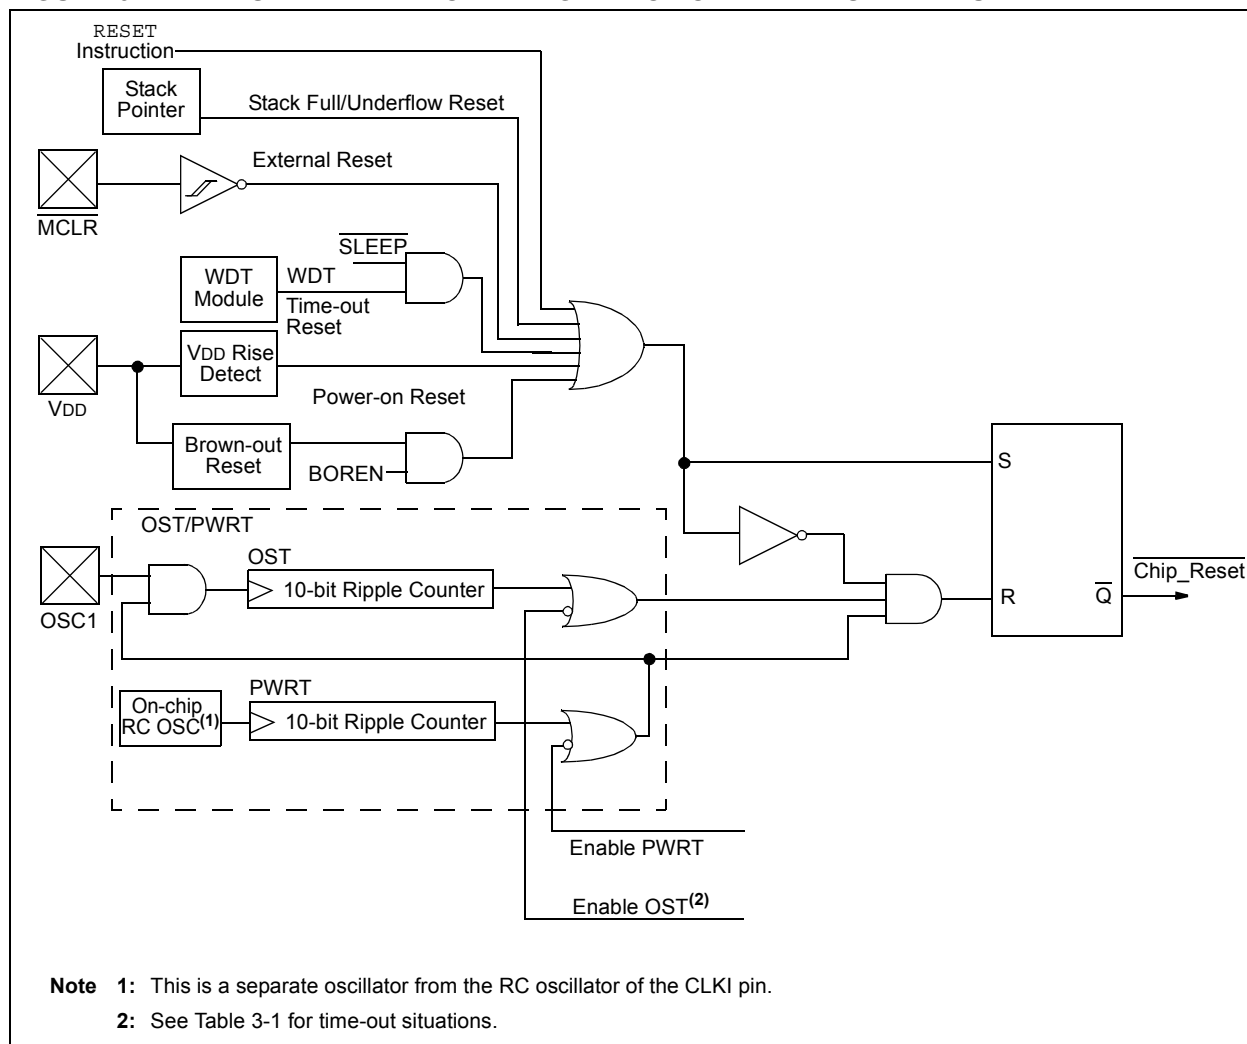 RESET
Instruction
Stack
Pointer
Stack Full/Underflow Reset
External Reset
MCLR
SLEEP
WDT
Module
WDT
Time-out
Reset
VDD Rise
Detect
VDD
Power-on Reset
Brown-out
Reset
BOREN
S
OST/PWRT
OST
10-bit Ripple Counter
OSC1
R
Q
Chip_Reset
PWRT
On-chip
RC OSC(1)
10-bit Ripple Counter
Enable PWRT
Enable OST(2)
Note 1: This is a separate oscillator from the RC oscillator of the CLKI pin.
2: See Table 3-1 for time-out situations.